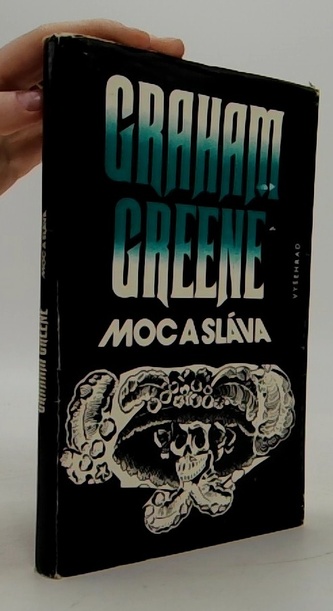 GRAHAM
GREENE
MOC A SLÁVA
VYŠEHRAD
GRAHAM GREENE MOC A SLÁVA